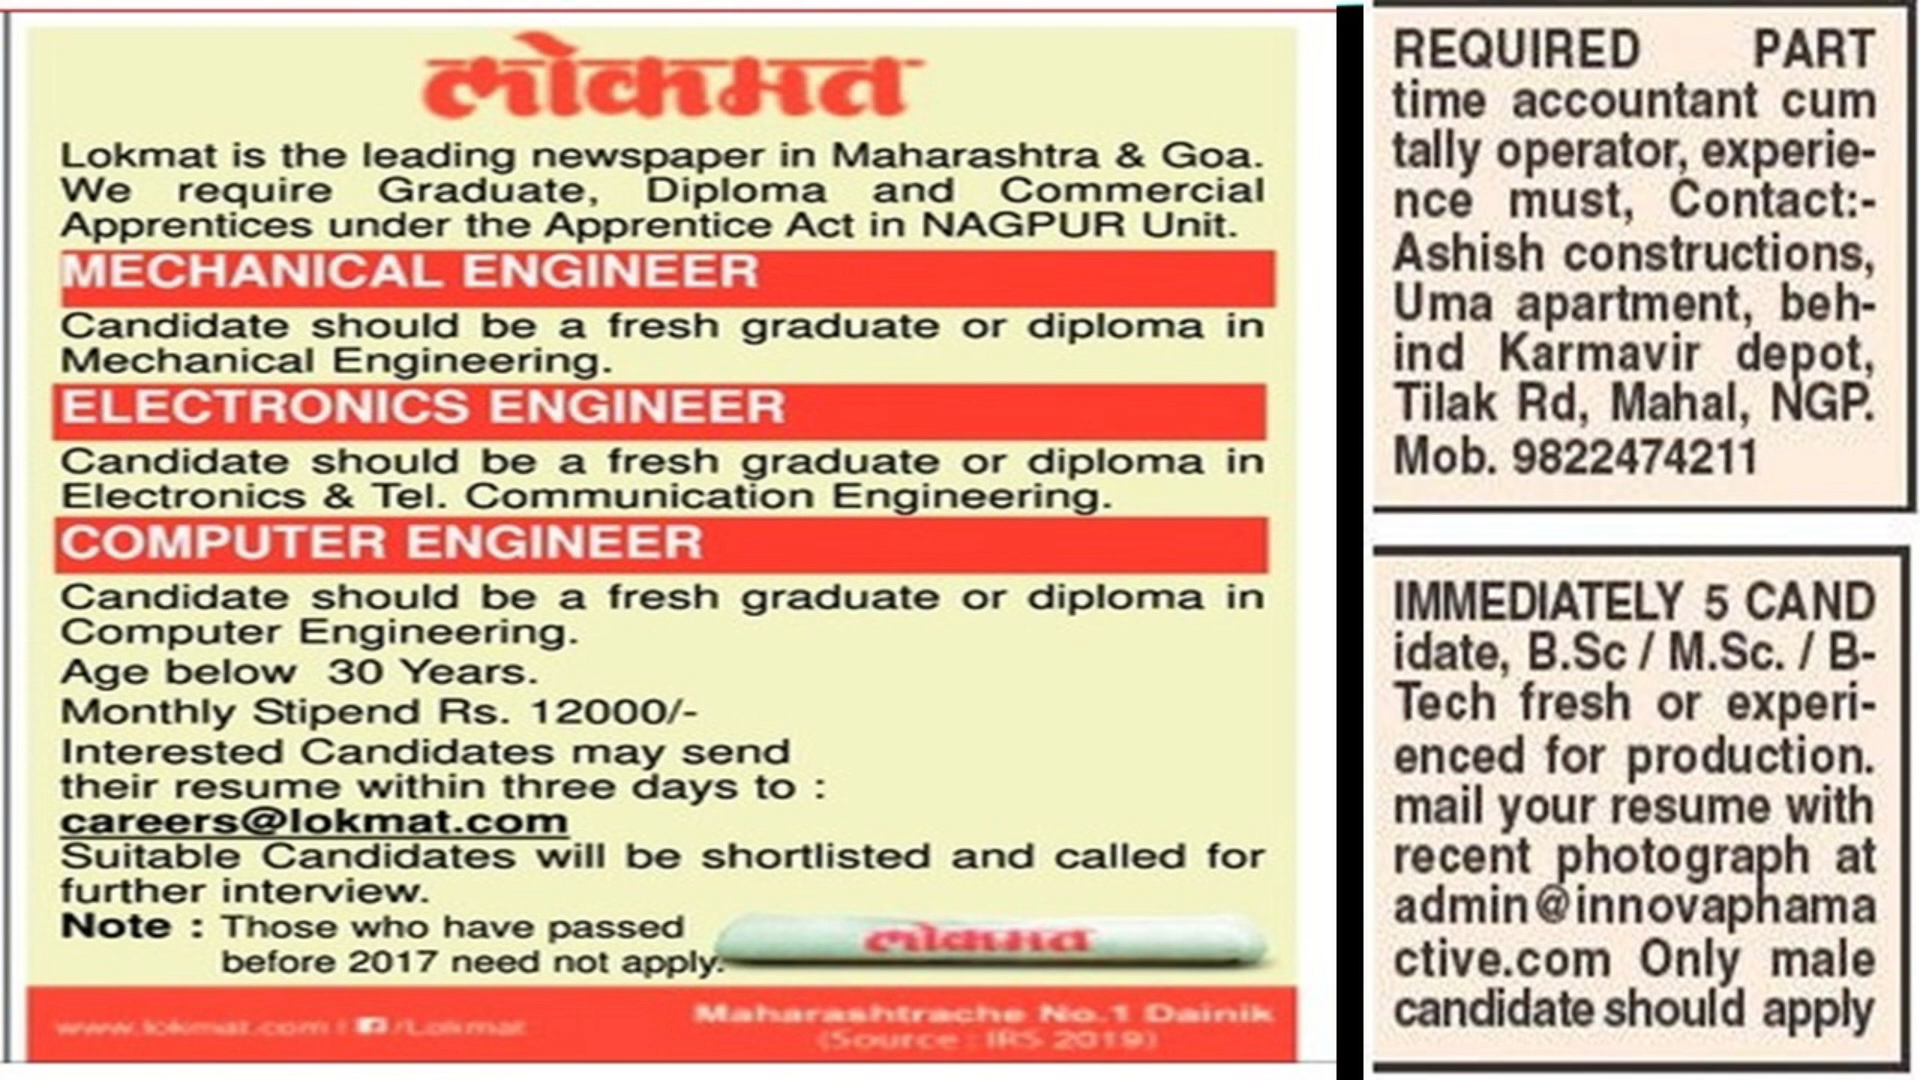 लोकमत
Lokmat is the leading newspaper in Maharashtra & Goa.
We require Graduate, Diploma and Commercial
Apprentices under the Apprentice Act in NAGPUR Unit.
MECHANICAL ENGINEER
Candidate should be a fresh graduate or diploma in
Mechanical Engineering.
ELECTRONICS ENGINEER
Candidate should be a fresh graduate or diploma in
Electronics & Tel. Communication Engineering.
COMPUTER ENGINEER
Candidate should be a fresh graduate or diploma in
Computer Engineering.
Age below 30 Years.
Monthly Stipend Rs. 12000/-
Interested Candidates may send
their resume within three days to :
careers@lokmat.com
Suitable Candidates will be shortlisted and called for
further interview.
Note : Those who have passed
before 2017 need not apply.
लोकमत
www.lokmat.com | /Lokmat
Maharashtrache No.1 Dainik
(Source : IRS 2019)
REQUIRED PART
time accountant cum
tally operator, experie-
nce must, Contact:-
Ashish constructions,
Uma apartment, beh-
ind Karmavir depot,
Tilak Rd, Mahal, NGP.
Mob. 9822474211
IMMEDIATELY 5 CAND
idate, B.Sc / M.Sc. / B-
Tech fresh or experi-
enced for production.
mail your resume with
recent photograph at
admin@innovaphama
ctive.com Only male
candidate should apply